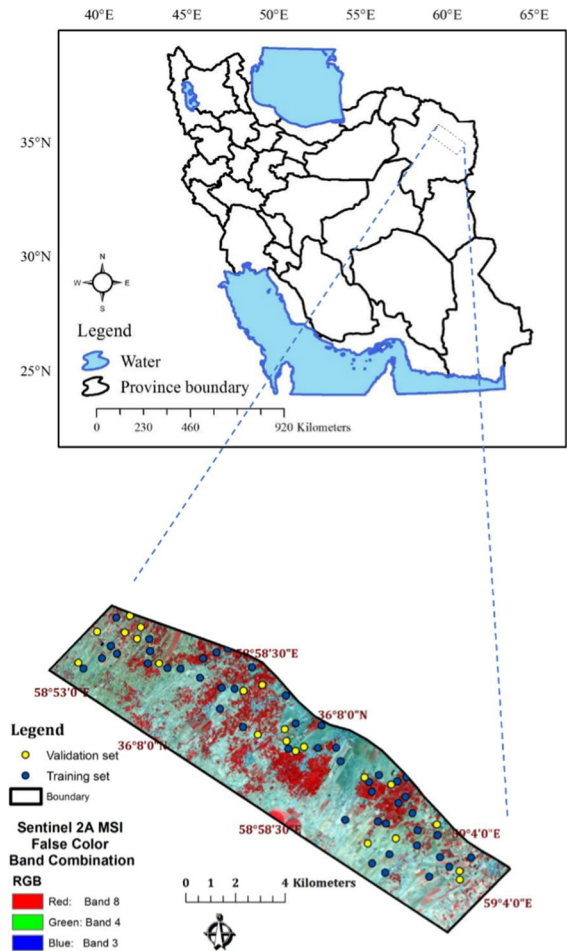 40°E 45°E 50°E 55°E 60°E 65°E
35°N
30°N
25°N
N
W E
S
Legend
Water
Province boundary
0 230 460 920 Kilometers
58°58'30"E
58°53'0"E
36°8'0"N
36°8'0"N
58°58'30"E
59°4'0"E
59°4'0"N
Legend
Validation set
Training set
Boundary
Sentinel 2A MSI
False Color
Band Combination
RGB
Red: Band 8
Green: Band 4
Blue: Band 3
0 1 2 4 Kilometers